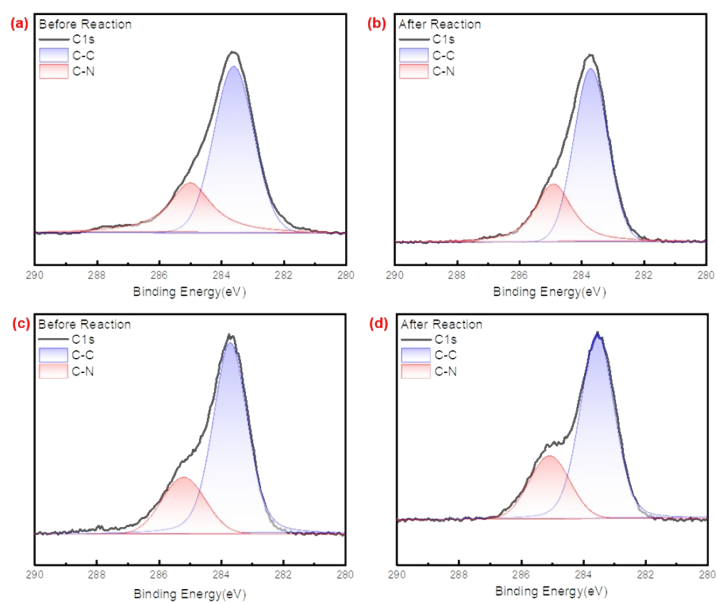 (a)
Before Reaction
C1s
C-C
C-N
290 288 286 284 282 280
Binding Energy(eV)
(b)
After Reaction
C1s
C-C
C-N
290 288 286 284 282 280
Binding Energy(eV)
(c)
Before Reaction
C1s
C-C
C-N
290 288 286 284 282 280
Binding Energy(eV)
(d)
After Reaction
C1s
C-C
C-N
290 288 286 284 282 280
Binding Energy(eV)